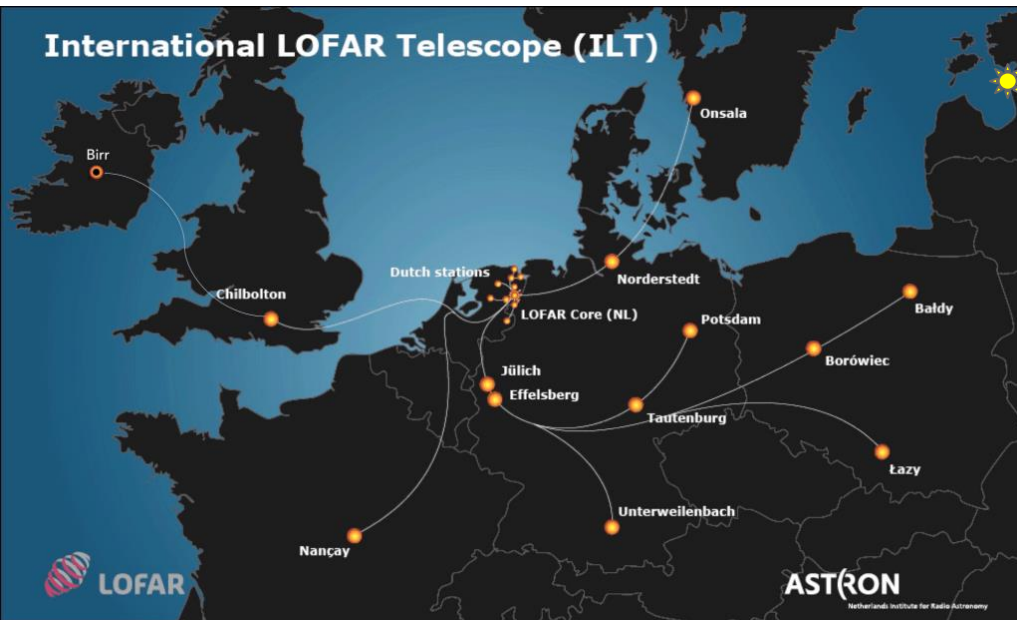 International LOFAR Telescope (ILT)
Onsala
Birr
Dutch stations
Norderstedt
Chilbolton
LOFAR Core (NL)
Potsdam
Bałdy
Borówiec
Jülich
Effelsberg
Tautenburg
Łazy
Unterweilenbach
Nançay
LOFAR
ASTRON
Netherlands Institute for Radio Astronomy